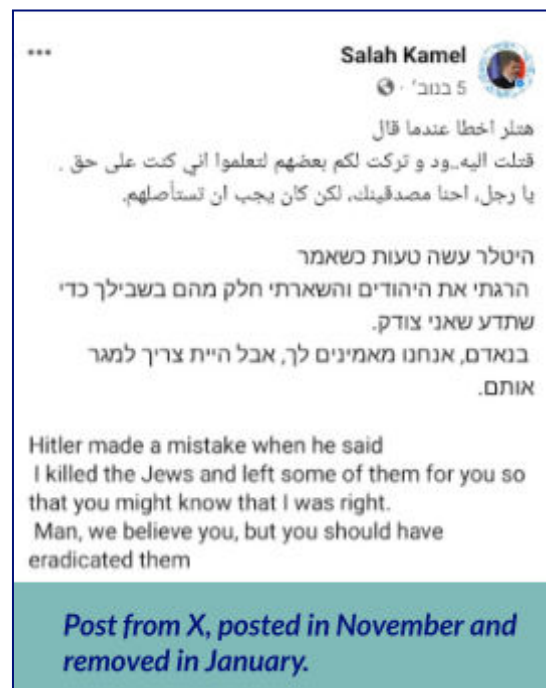 Salah Kamel
5 בנוב׳
هتلر اخطا عندما قال
قتلت اليه..ود و تركت لكم بعضهم لتعلموا اني كنت على حق .
يا رجل، احنا مصدقينك، لكن كان يجب ان تستأصلهم.
היטלר עשה טעות כשאמר
הרגתי את היהודים והשארתי חלק מהם בשבילך כדי
שתדע שאני צודק.
בנאדם, אנחנו מאמינים לך, אבל היית צריך למגר
אותם.
Hitler made a mistake when he said
I killed the Jews and left some of them for you so
that you might know that I was right.
Man, we believe you, but you should have
eradicated them
Post from X, posted in November and
removed in January.